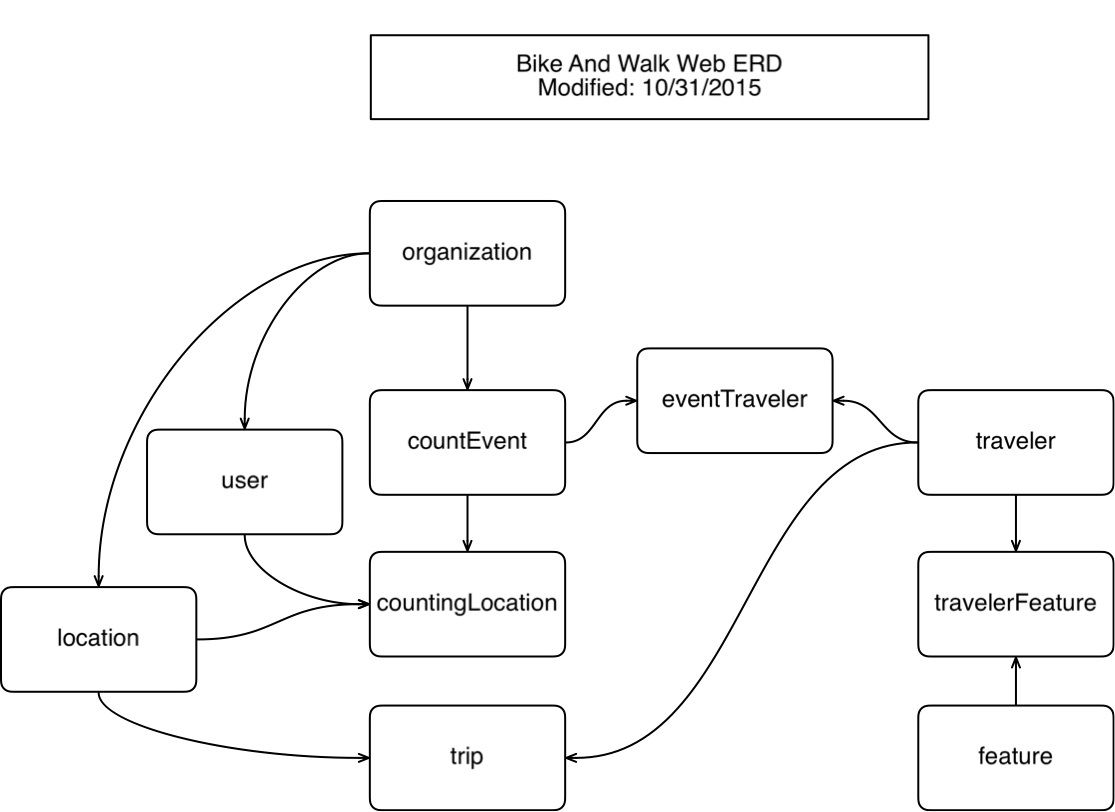 Bike And Walk Web ERD
Modified: 10/31/2015
organization
eventTraveler
countEvent
traveler
user
countingLocation
travelerFeature
location
trip
feature